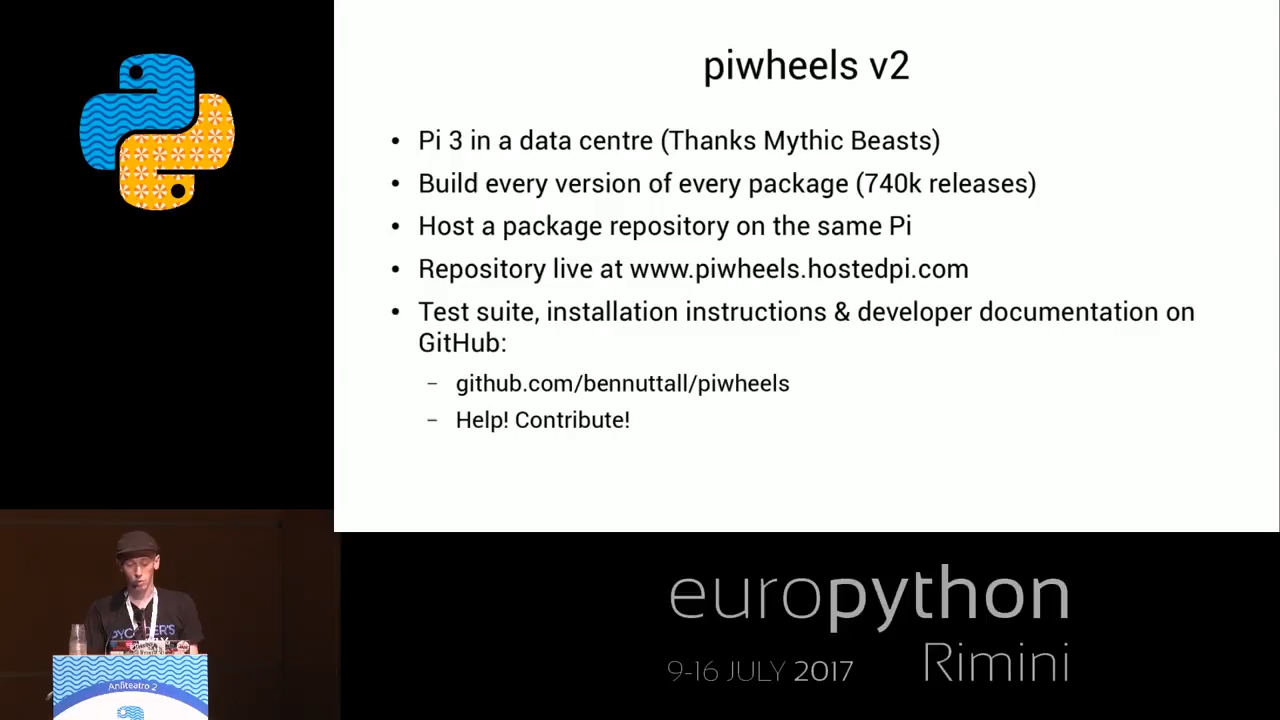 piwheels v2
• Pi 3 in a data centre (Thanks Mythic Beasts)
• Build every version of every package (740k releases)
• Host a package repository on the same Pi
• Repository live at www.piwheels.hostedpi.com
• Test suite, installation instructions & developer documentation on
GitHub:
– github.com/bennuttall/piwheels
– Help! Contribute!
europython
Rimini
9-16 JULY 2017
Anfiteatro 2